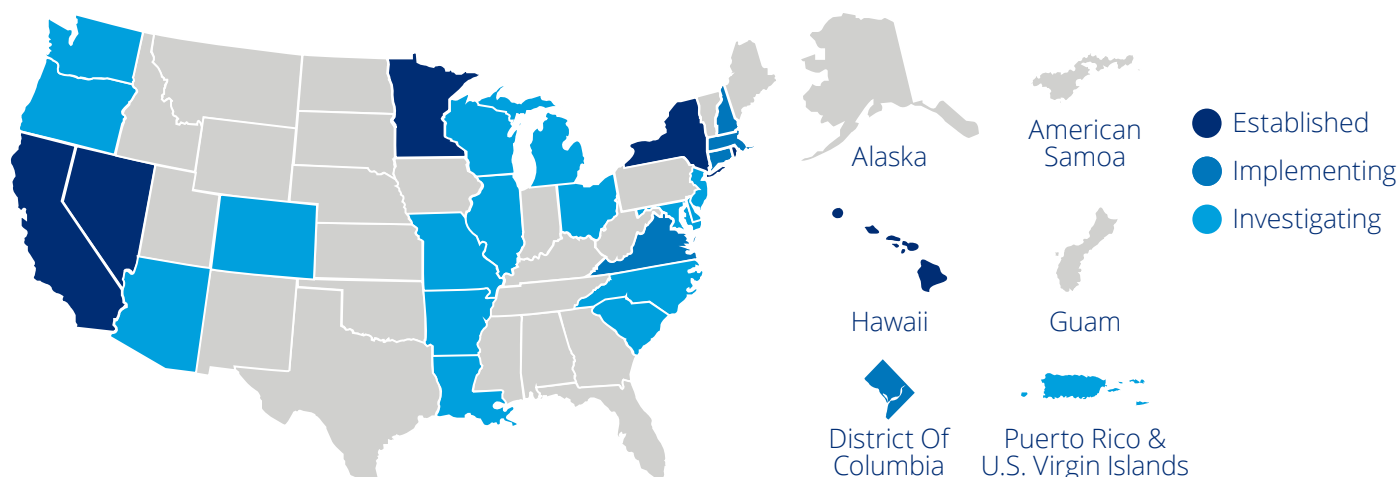 Alaska
American
Samoa
Established
Implementing
Investigating
Hawaii
Guam
District Of
Columbia
Puerto Rico &
U.S. Virgin Islands